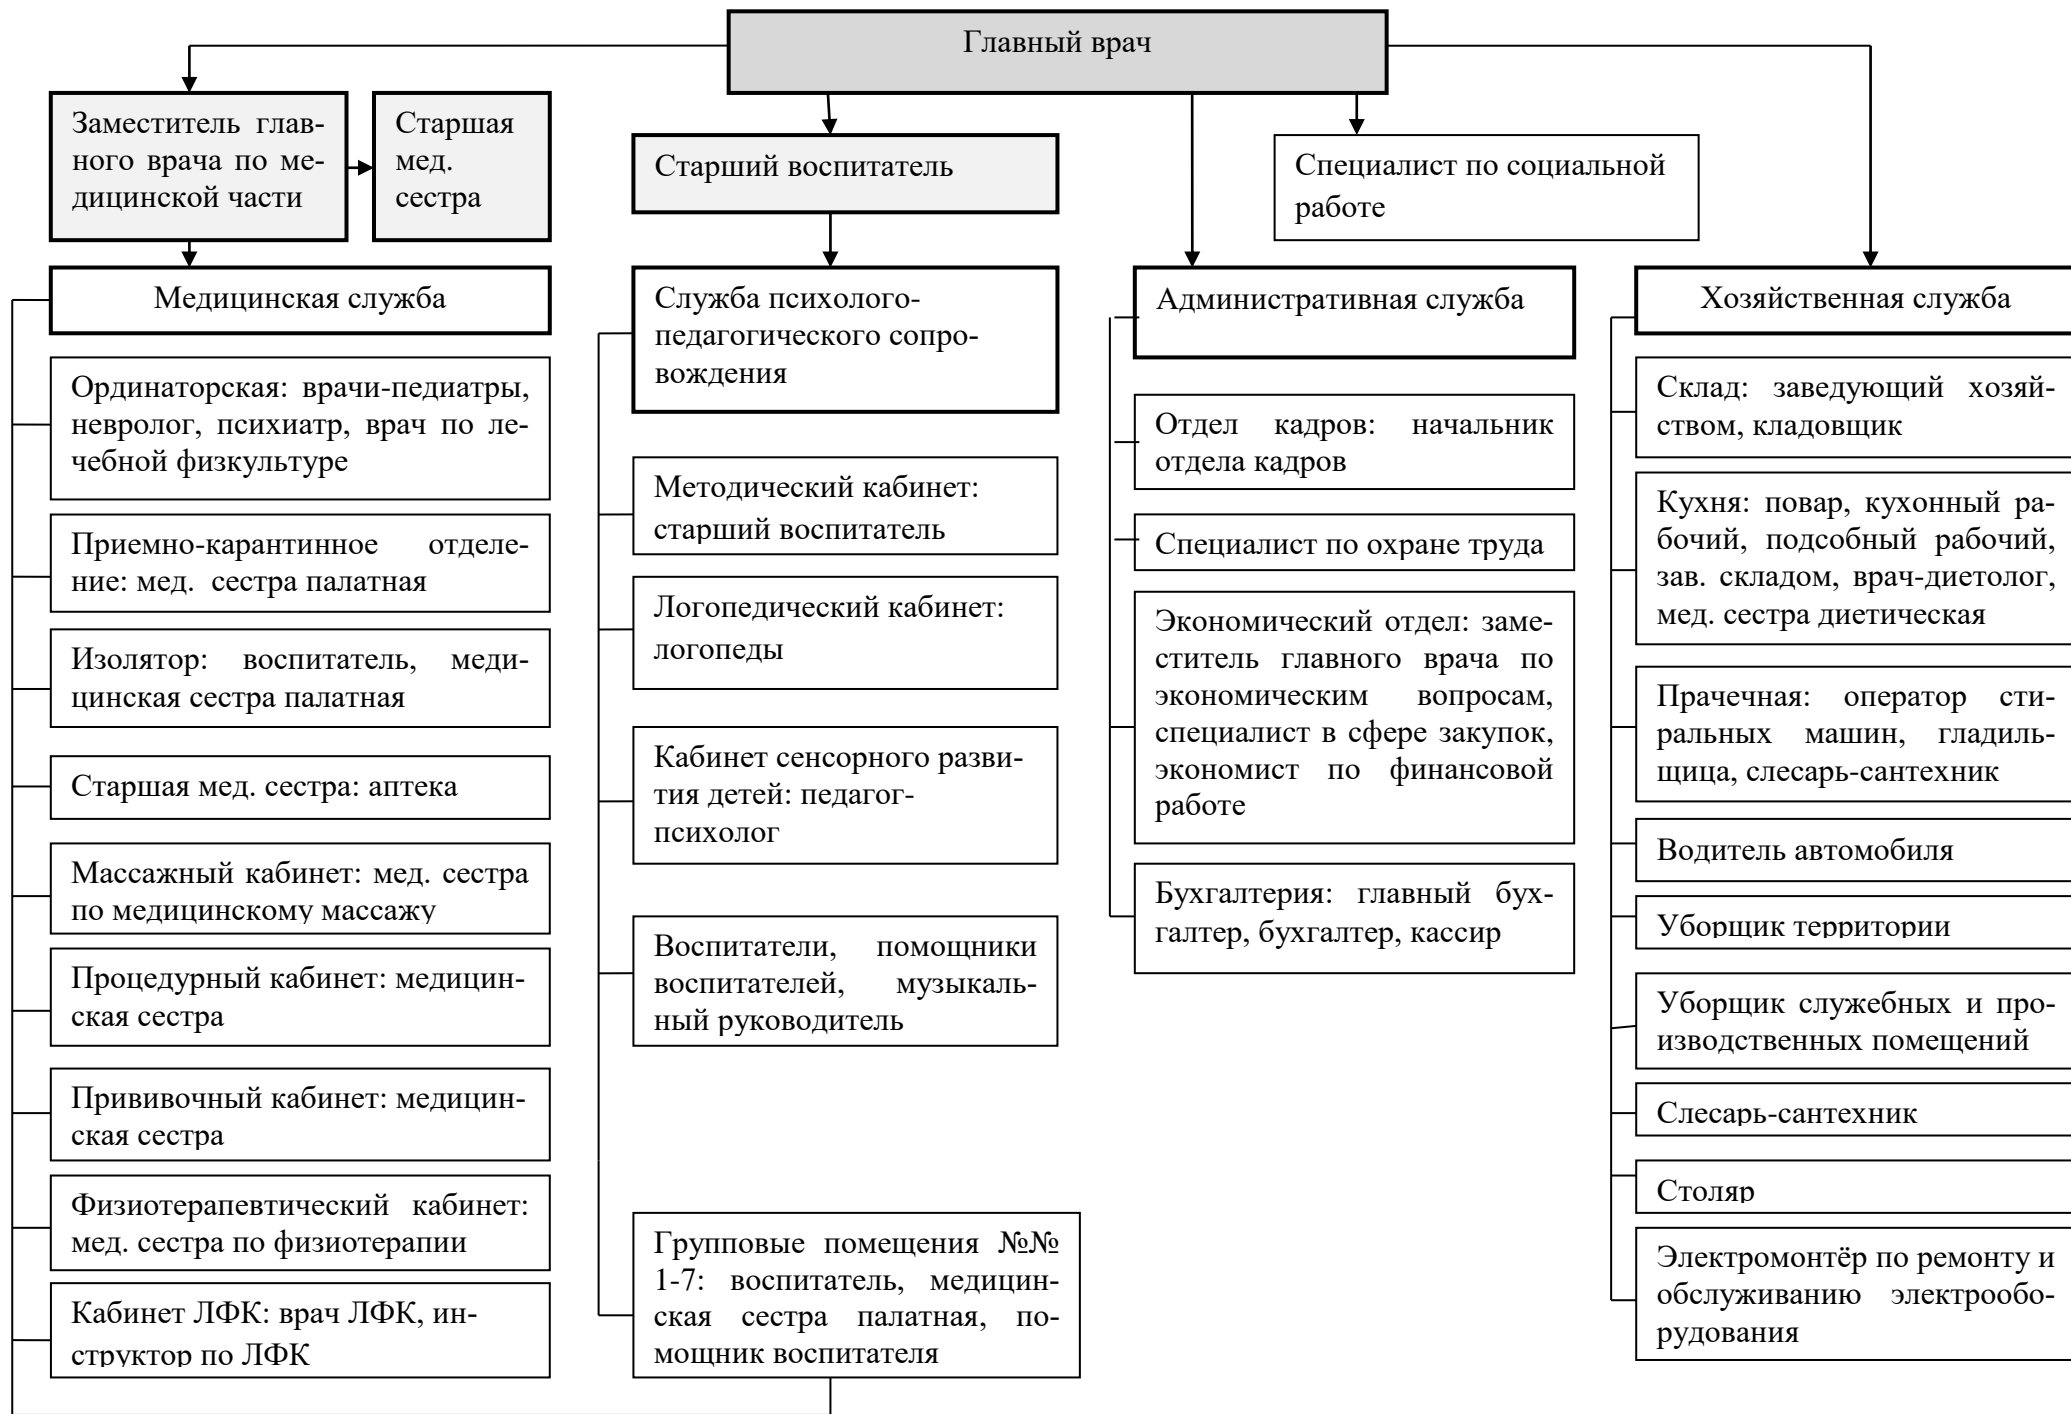 Главный врач
Заместитель глав-
ного врача по ме-
дицинской части
Старшая
мед.
сестра
Старший воспитатель
Специалист по социальной
работе
Медицинская служба
Ординаторская: врачи-педиатры,
невролог, психиатр, врач по ле-
чебной физкультуре
Приемно-карантинное отделе-
ние: мед. сестра палатная
Изолятор: воспитатель, меди-
цинская сестра палатная
Старшая мед. сестра: аптека
Массажный кабинет: мед. сестра
по медицинскому массажу
Процедурный кабинет: медицин-
ская сестра
Прививочный кабинет: медицин-
ская сестра
Физиотерапевтический кабинет:
мед. сестра по физиотерапии
Кабинет ЛФК: врач ЛФК, ин-
структор по ЛФК
Служба психолого-
педагогического сопро-
вождения
Методический кабинет:
старший воспитатель
Логопедический кабинет:
логопеды
Кабинет сенсорного разви-
тия детей: педагог-
психолог
Воспитатели, помощники
воспитателей, музыкаль-
ный руководитель
Групповые помещения №№
1-7: воспитатель, медицин-
ская сестра палатная, по-
мощник воспитателя
Административная служба
Отдел кадров: начальник
отдела кадров
Специалист по охране труда
Экономический отдел: заме-
ститель главного врача по
экономическим вопросам,
специалист в сфере закупок,
экономист по финансовой
работе
Бухгалтерия: главный бух-
галтер, бухгалтер, кассир
Хозяйственная служба
Склад: заведующий хозяй-
ством, кладовщик
Кухня: повар, кухонный ра-
бочий, подсобный рабочий,
зав. складом, врач-диетолог,
мед. сестра диетическая
Прачечная: оператор сти-
ральных машин, гладиль-
щица, слесарь-сантехник
Водитель автомобиля
Уборщик территории
Уборщик служебных и про-
изводственных помещений
Слесарь-сантехник
Столяр
Электромонтёр по ремонту и
обслуживанию электрообо-
рудования